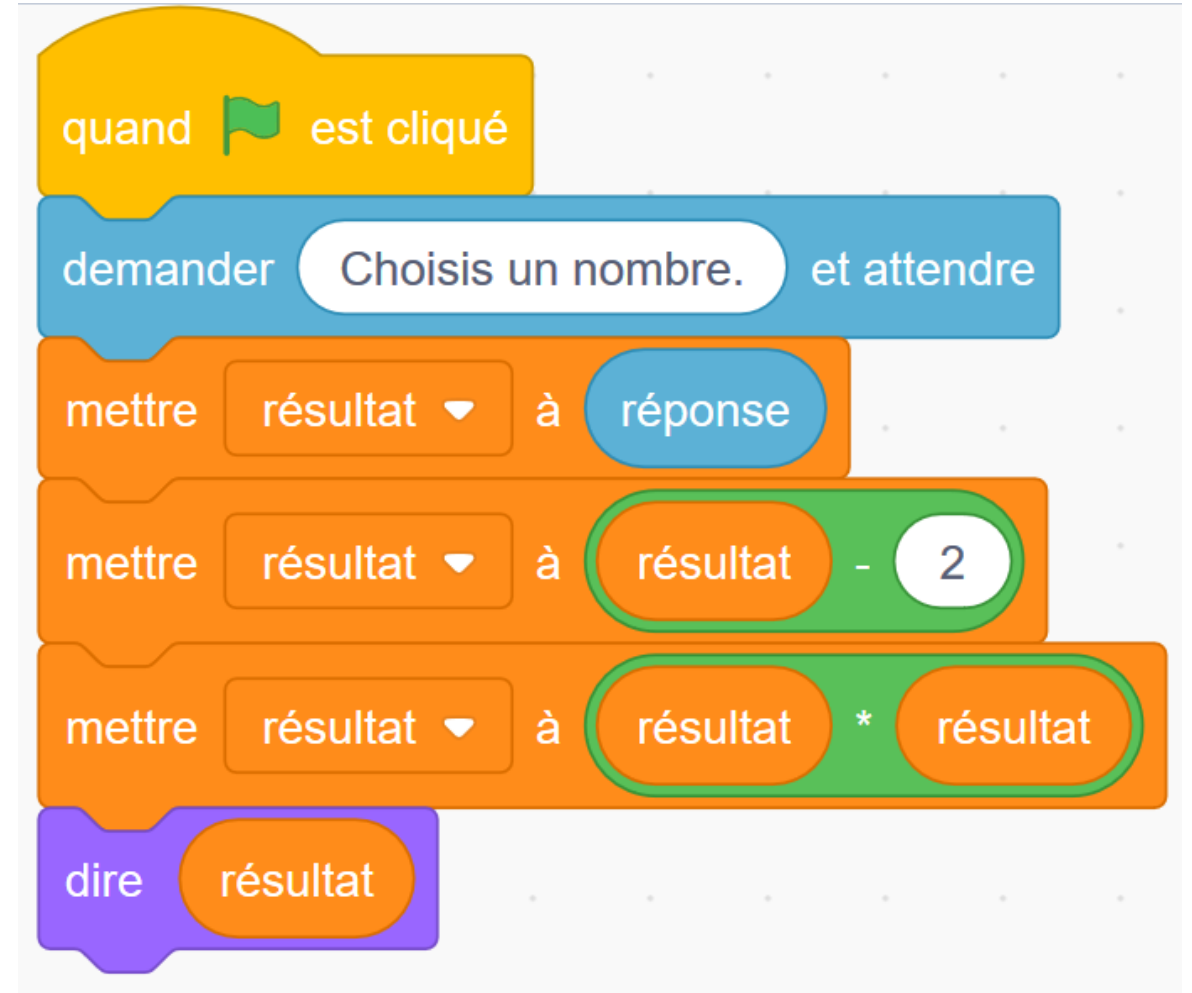 quand est cliqué
demander Choisis un nombre. et attendre
mettre résultat à réponse
mettre résultat à résultat - 2
mettre résultat à résultat * résultat
dire résultat